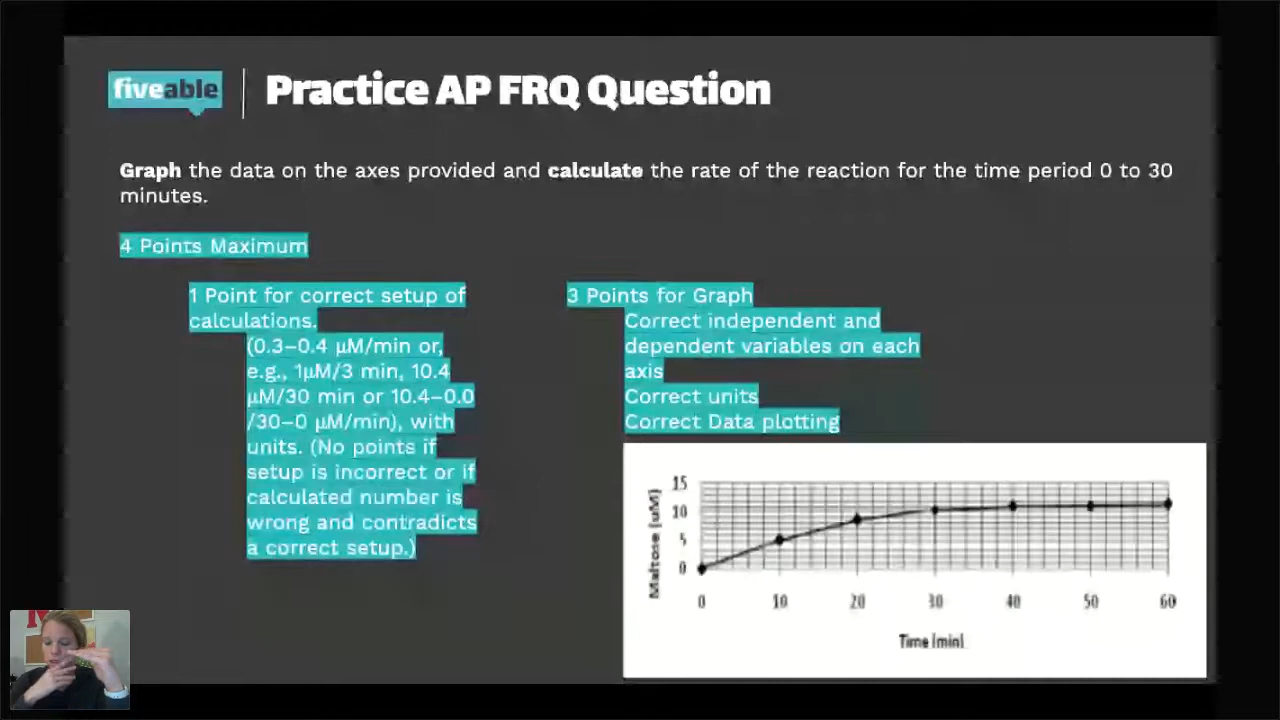 fiveable
Practice AP FRQ Question
Graph the data on the axes provided and calculate the rate of the reaction for the time period 0 to 30
minutes.
4 Points Maximum
1 Point for correct setup of
calculations.
(0.3–0.4 µM/min or,
e.g., 1µM/3 min, 10.4
µM/30 min or 10.4–0.0
/30–0 µM/min), with
units. (No points if
setup is incorrect or if
calculated number is
wrong and contradicts
a correct setup.)
3 Points for Graph
Correct independent and
dependent variables on each
axis
Correct units
Correct Data plotting
Maltose (uM)
15
10
5
0
0 10 20 30 40 50 60
Time (min)